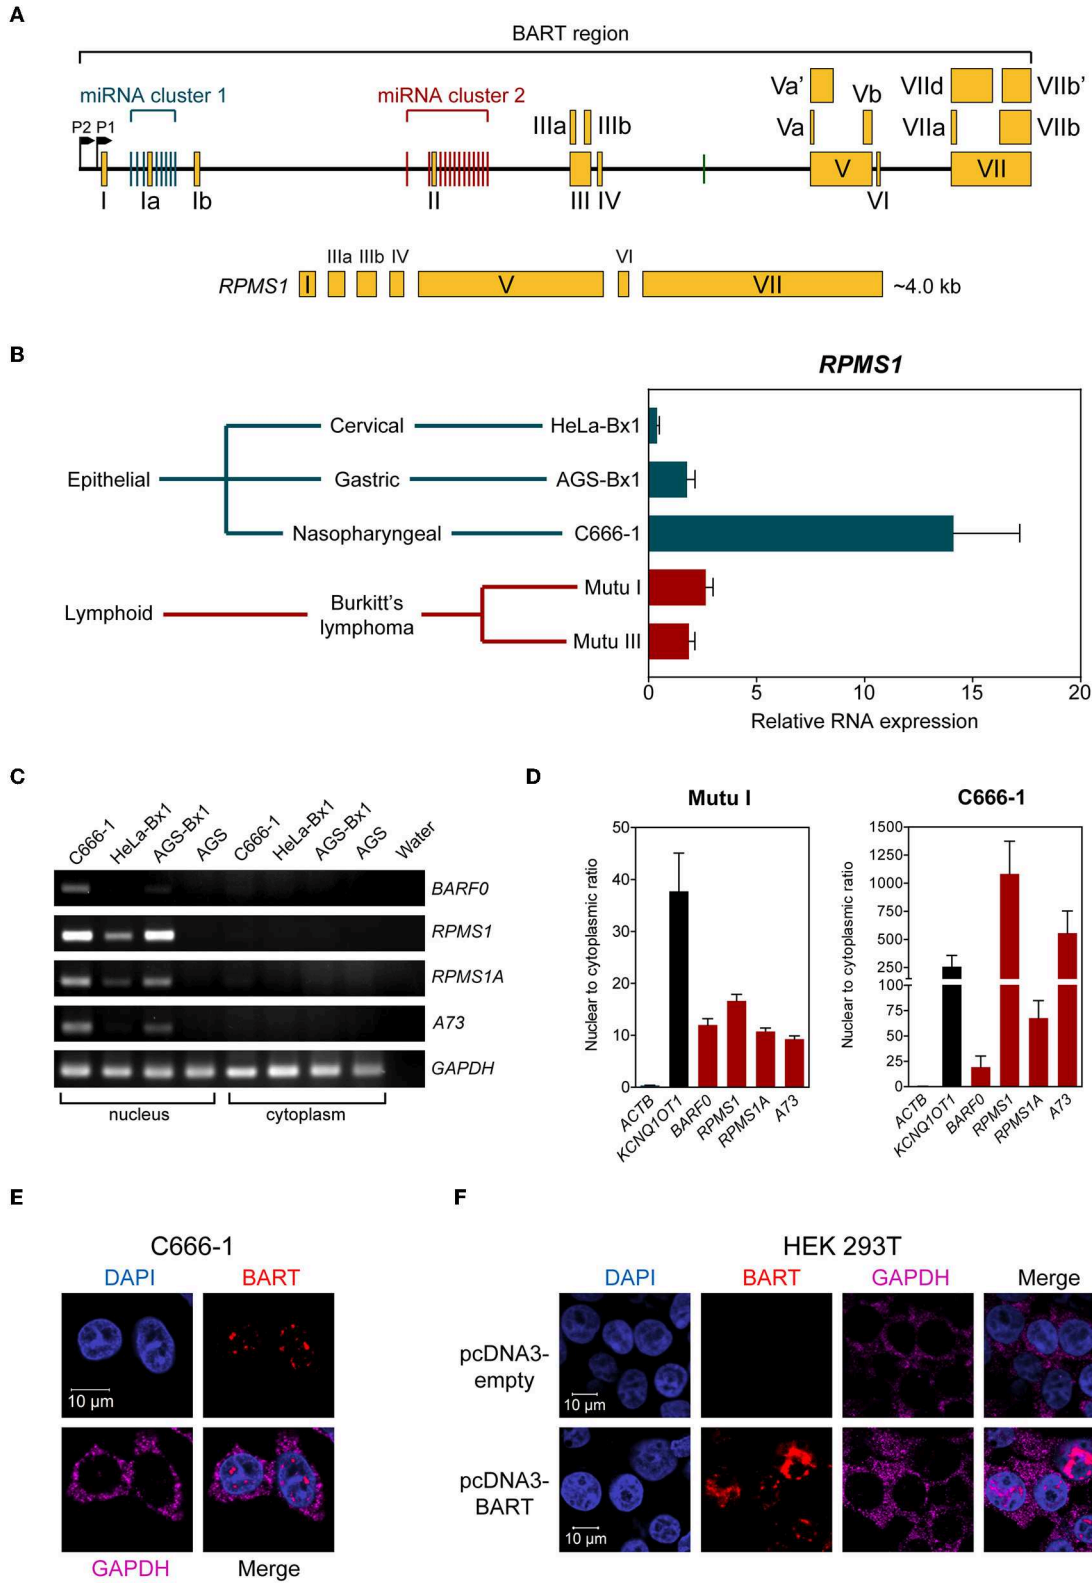 A
BART region
miRNA cluster 1
miRNA cluster 2
Va’
Vb
VIId
VIIb’
P2
P1
IIIa
IIIb
Va
VIIa
VIIb
V
VII
I
Ia
Ib
II
III
IV
VI
IIIa
IIIb
IV
VI
RPMS1
I
V
VII
~4.0 kb
B
RPMS1
Cervical
HeLa-Bx1
Epithelial
Gastric
AGS-Bx1
Nasopharyngeal
C666-1
Mutu I
Lymphoid
Burkitt’s
lymphoma
Mutu III
0
5
10
15
20
Relative RNA expression
C
C666-1
HeLa-Bx1
AGS-Bx1
AGS
C666-1
HeLa-Bx1
AGS-Bx1
AGS
Water
BARF0
RPMS1
RPMS1A
A73
GAPDH
nucleus
cytoplasm
D
Mutu I
Nuclear to cytoplasmic ratio
50
40
30
20
10
0
ACTB
KCNQ1OT1
BARF0
RPMS1
RPMS1A
A73
C666-1
Nuclear to cytoplasmic ratio
1500
1250
1000
750
500
250
100
75
50
25
0
ACTB
KCNQ1OT1
BARF0
RPMS1
RPMS1A
A73
E
C666-1
DAPI
BART
10 µm
GAPDH
Merge
F
HEK 293T
DAPI
BART
GAPDH
Merge
pcDNA3-
empty
10 µm
pcDNA3-
BART
10 µm